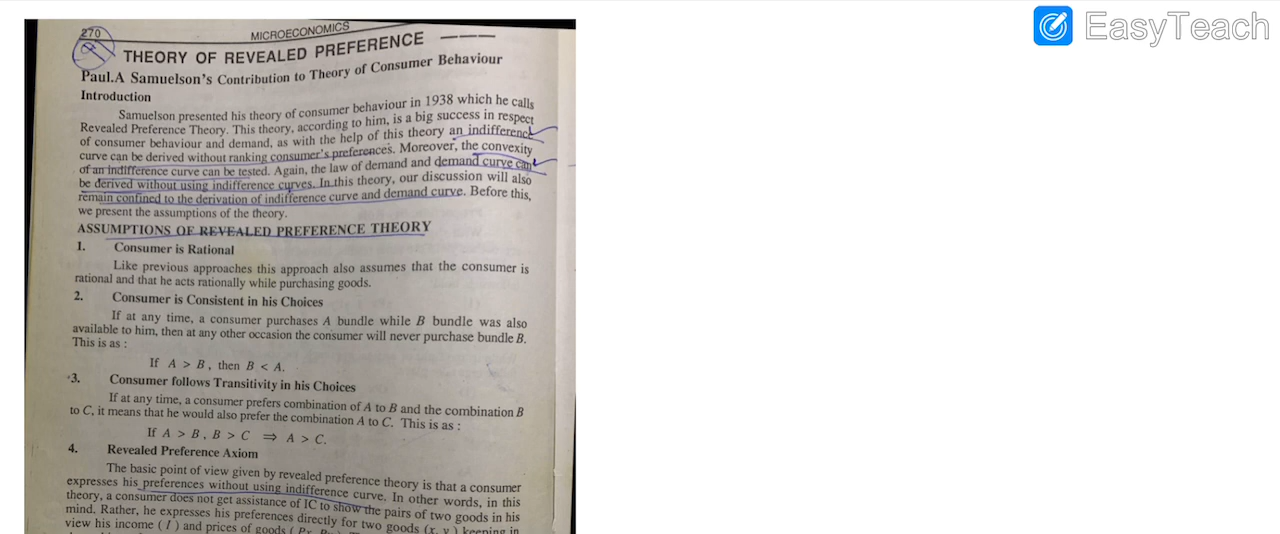 EasyTeach
270
MICROECONOMICS
THEORY OF REVEALED PREFERENCE
Paul.A Samuelson's Contribution to Theory of Consumer Behaviour
Introduction
Samuelson presented his theory of consumer behaviour in 1938 which he calls
Revealed Preference Theory. This theory, according to him, is a big success in respect
of consumer behaviour and demand, as with the help of this theory an indifference
curve can be derived without ranking consumer's preferences. Moreover, the convexity
of an indifference curve can be tested. Again, the law of demand and demand curve can
be derived without using indifference curves. In this theory, our discussion will also
remain confined to the derivation of indifference curve and demand curve. Before this,
we present the assumptions of the theory.
ASSUMPTIONS OF REVEALED PREFERENCE THEORY
1. Consumer is Rational
Like previous approaches this approach also assumes that the consumer is
rational and that he acts rationally while purchasing goods.
2. Consumer is Consistent in his Choices
If at any time, a consumer purchases A bundle while B bundle was also
available to him, then at any other occasion the consumer will never purchase bundle B.
This is as :
If A > B, then B < A.
3. Consumer follows Transitivity in his Choices
If at any time, a consumer prefers combination of A to B and the combination B
to C, it means that he would also prefer the combination A to C. This is as :
If A > B, B > C ⇒ A > C.
4. Revealed Preference Axiom
The basic point of view given by revealed preference theory is that a consumer
expresses his preferences without using indifference curve. In other words, in this
theory, a consumer does not get assistance of IC to show the pairs of two goods in his
mind. Rather, he expresses his preferences directly for two goods (x, y) keeping in
view his income (I) and prices of goods (Px,